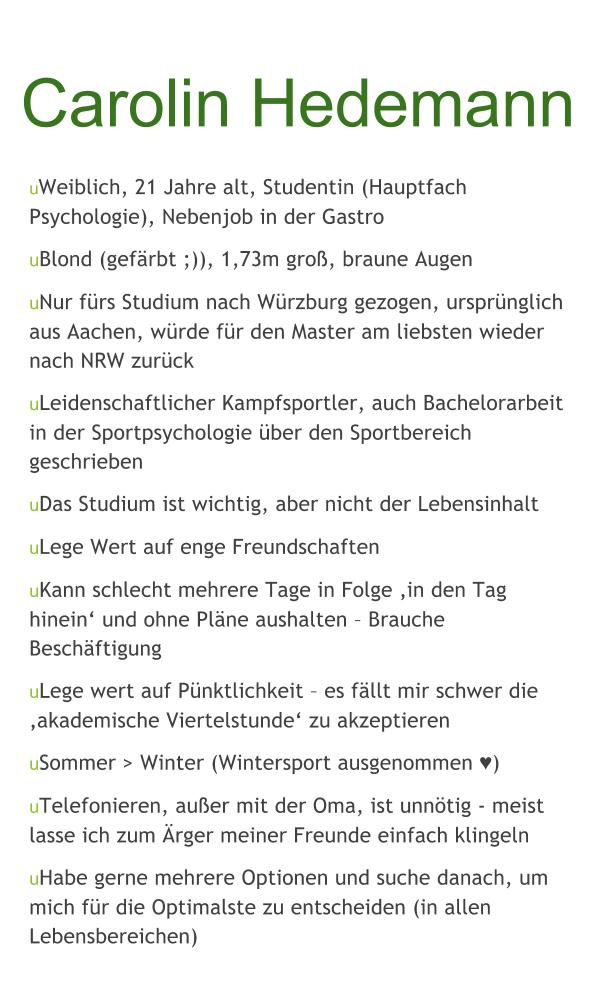 Carolin Hedemann
uWeiblich, 21 Jahre alt, Studentin (Hauptfach
Psychologie), Nebenjob in der Gastro
uBlond (gefärbt ;)), 1,73m groß, braune Augen
uNur fürs Studium nach Würzburg gezogen, ursprünglich
aus Aachen, würde für den Master am liebsten wieder
nach NRW zurück
uLeidenschaftlicher Kampfsportler, auch Bachelorarbeit
in der Sportpsychologie über den Sportbereich
geschrieben
uDas Studium ist wichtig, aber nicht der Lebensinhalt
uLege Wert auf enge Freundschaften
uKann schlecht mehrere Tage in Folge ‚in den Tag
hinein‘ und ohne Pläne aushalten – Brauche
Beschäftigung
uLege wert auf Pünktlichkeit – es fällt mir schwer die
‚akademische Viertelstunde‘ zu akzeptieren
uSommer > Winter (Wintersport ausgenommen ♥)
uTelefonieren, außer mit der Oma, ist unnötig - meist
lasse ich zum Ärger meiner Freunde einfach klingeln
uHabe gerne mehrere Optionen und suche danach, um
mich für die Optimalste zu entscheiden (in allen
Lebensbereichen)